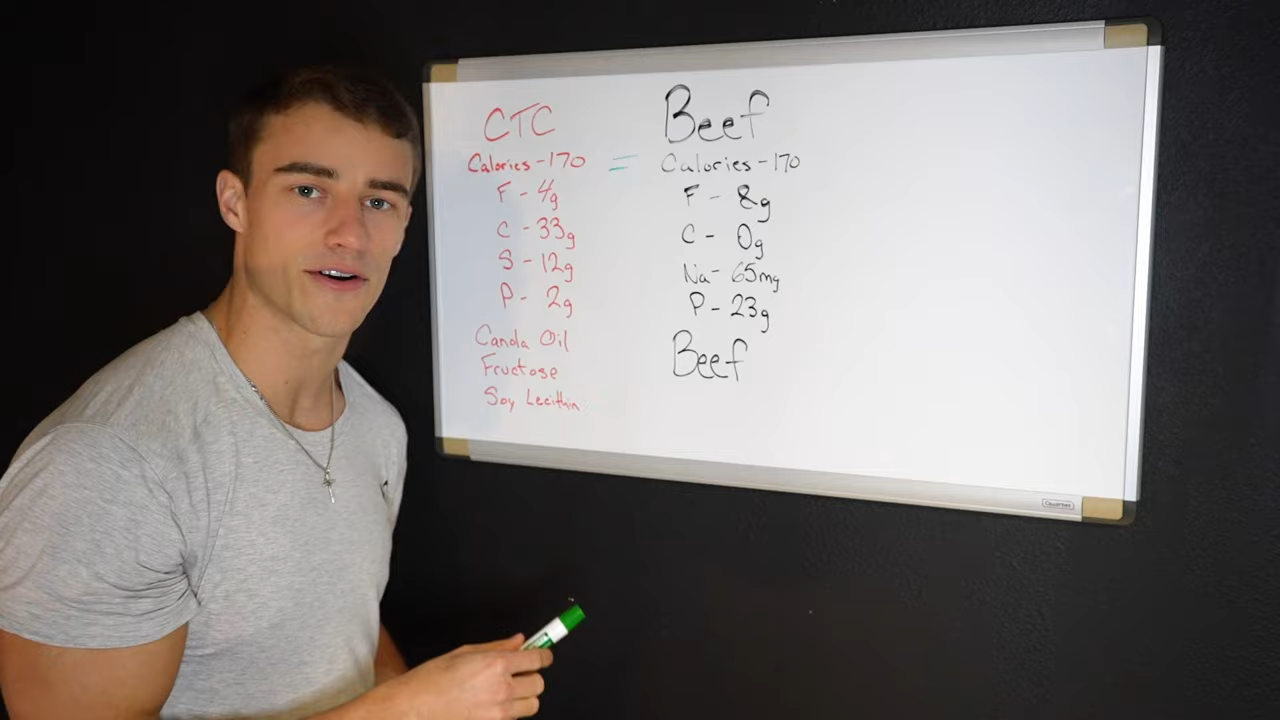 CTC
Calories - 170
F - 4g
C - 33g
S - 12g
P - 2g
Canola Oil
Fructose
Soy Lecithin
=
Beef
Calories - 170
F - 8g
C - 0g
Na - 65mg
P - 23g
Beef
Quartet